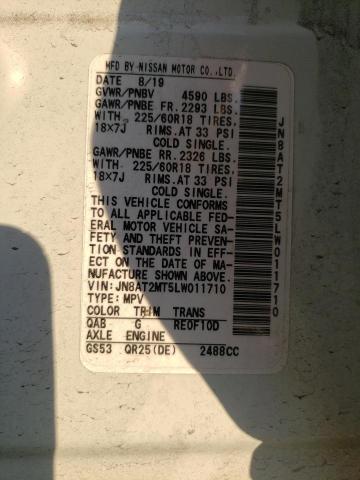 MFD BY NISSAN MOTOR CO.,LTD.
DATE 8/19
GVWR/PNBV 4590 LBS.
GAWR/PNBE FR. 2293 LBS.
WITH 225/60R18 TIRES,
18×7J RIMS,AT 33 PSI
COLD SINGLE
GAWR/PNBE RR. 2326 LBS.
WITH 225/60R18 TIRES,
18×7J RIMS,AT 33 PSI
COLD SINGLE
THIS VEHICLE CONFORMS
TO ALL APPLICABLE FED-
ERAL MOTOR VEHICLE SA-
FETY AND THEFT PREVEN-
TION STANDARDS IN EFF-
ECT ON THE DATE OF MA-
NUFACTURE SHOWN ABOVE.
VIN: JN8AT2MT5LW011710
TYPE: MPV
COLOR TRIM TRANS
QAB G RE0F10D
AXLE ENGINE
GS53 QR25(DE) 2488CC
JN8AT2MT5LW011710